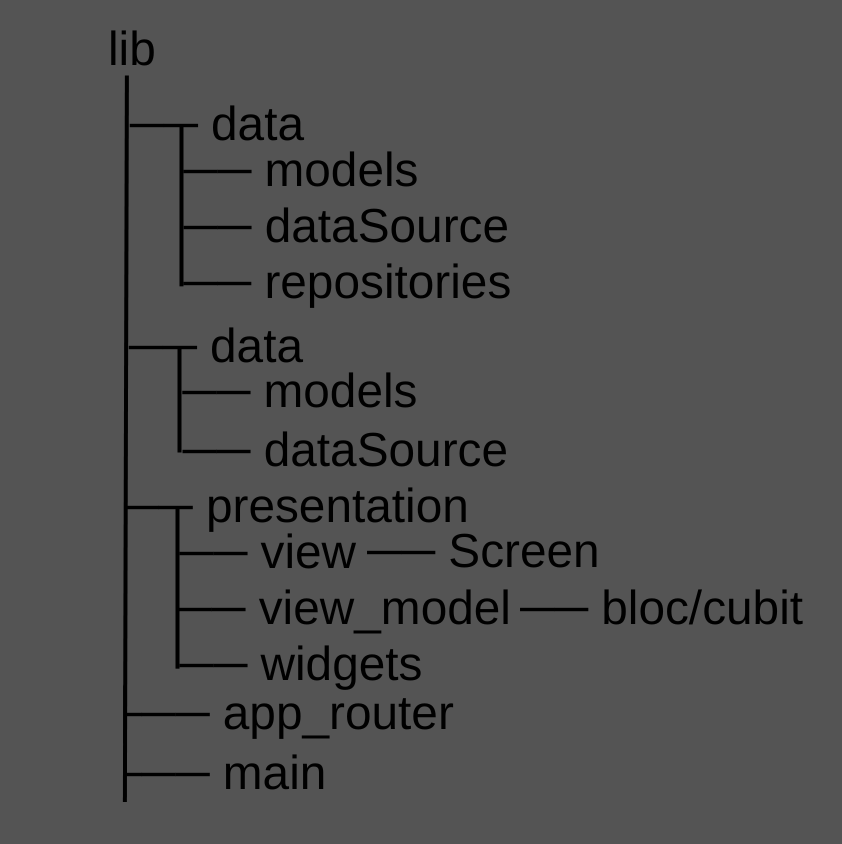 lib
data
models
dataSource
repositories
data
models
dataSource
presentation
view Screen
view_model bloc/cubit
widgets
app_router
main